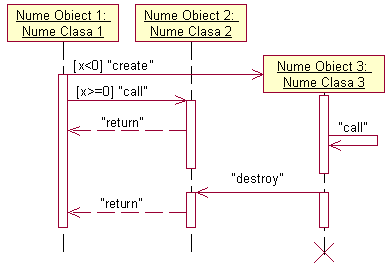 Nume Obiect 1:
Nume Clasa 1
Nume Obiect 2:
Nume Clasa 2
[x<0] "create"
Nume Obiect 3:
Nume Clasa 3
[x>=0] "call"
"return"
"call"
"destroy"
"return"